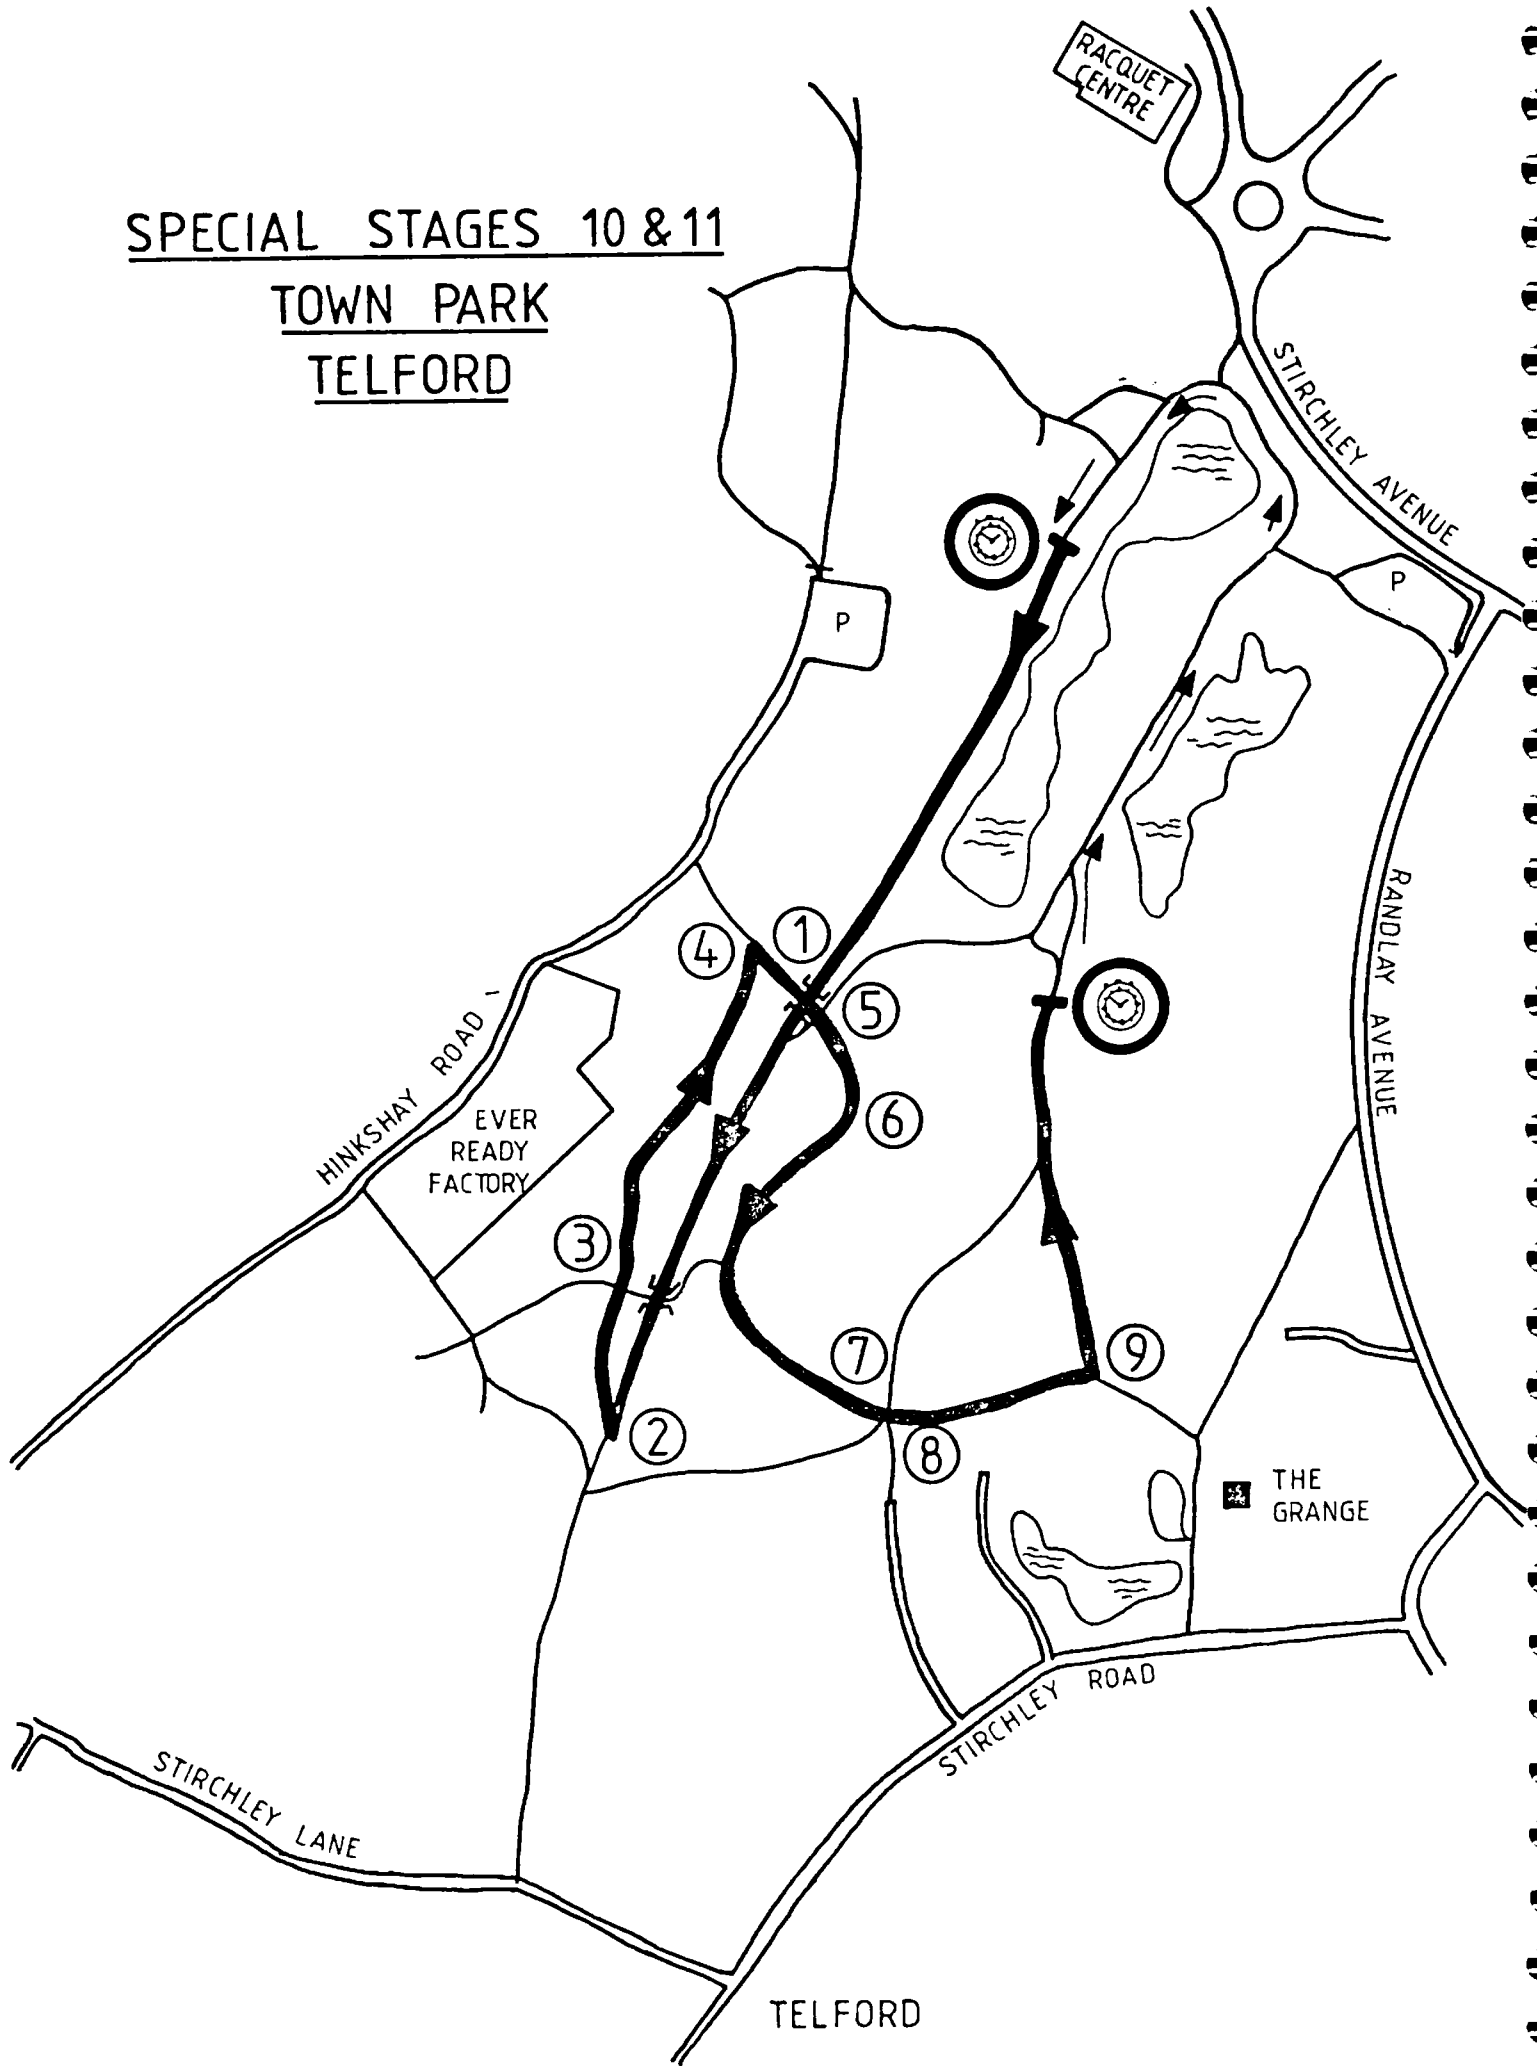 SPECIAL STAGES 10 & 11
TOWN PARK
TELFORD
RACQUET
CENTRE
STIRCHLEY AVENUE
P
P
RANDLAY AVENUE
1
4
5
HINKSHAY ROAD
EVER
READY
FACTORY
6
3
7
9
2
8
THE
GRANGE
STIRCHLEY ROAD
STIRCHLEY LANE
TELFORD